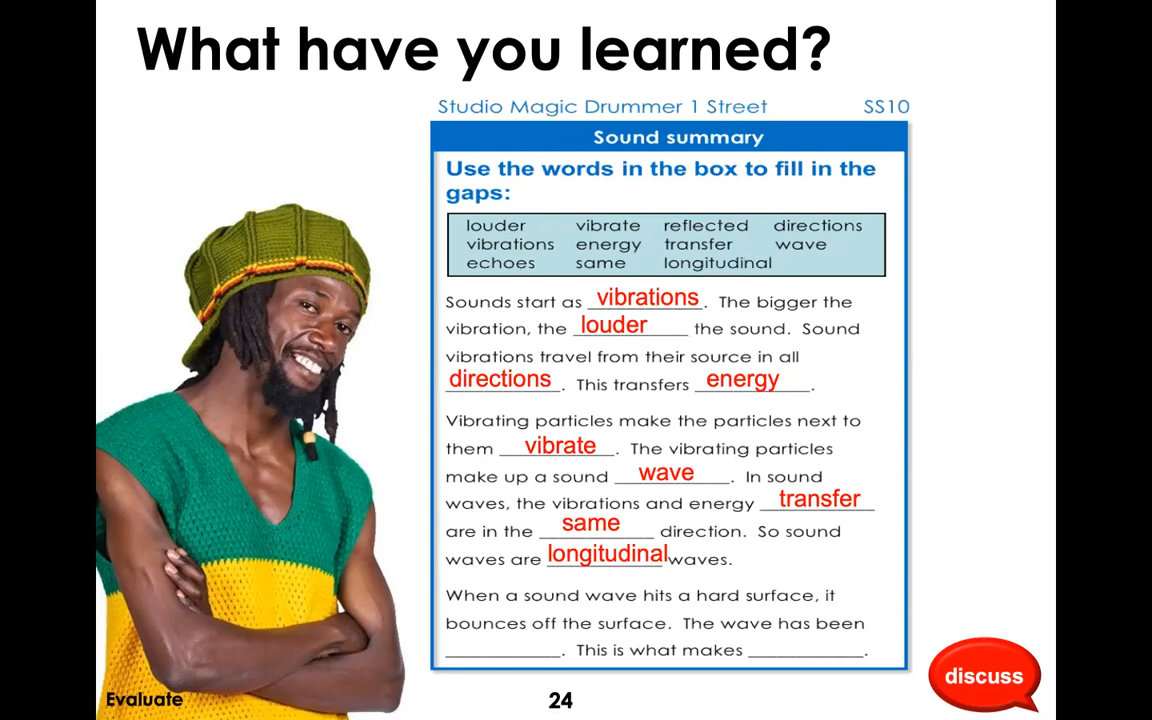 What have you learned?
Studio Magic Drummer 1 Street SS10
Sound summary
Use the words in the box to fill in the
gaps:
louder vibrate reflected directions
vibrations energy transfer wave
echoes same longitudinal
Sounds start as vibrations. The bigger the
vibration, the louder the sound. Sound
vibrations travel from their source in all
directions. This transfers energy.
Vibrating particles make the particles next to
them vibrate. The vibrating particles
make up a sound wave. In sound
waves, the vibrations and energy transfer
are in the same direction. So sound
waves are longitudinal waves.
When a sound wave hits a hard surface, it
bounces off the surface. The wave has been
____________. This is what makes ____________.
discuss
Evaluate 24